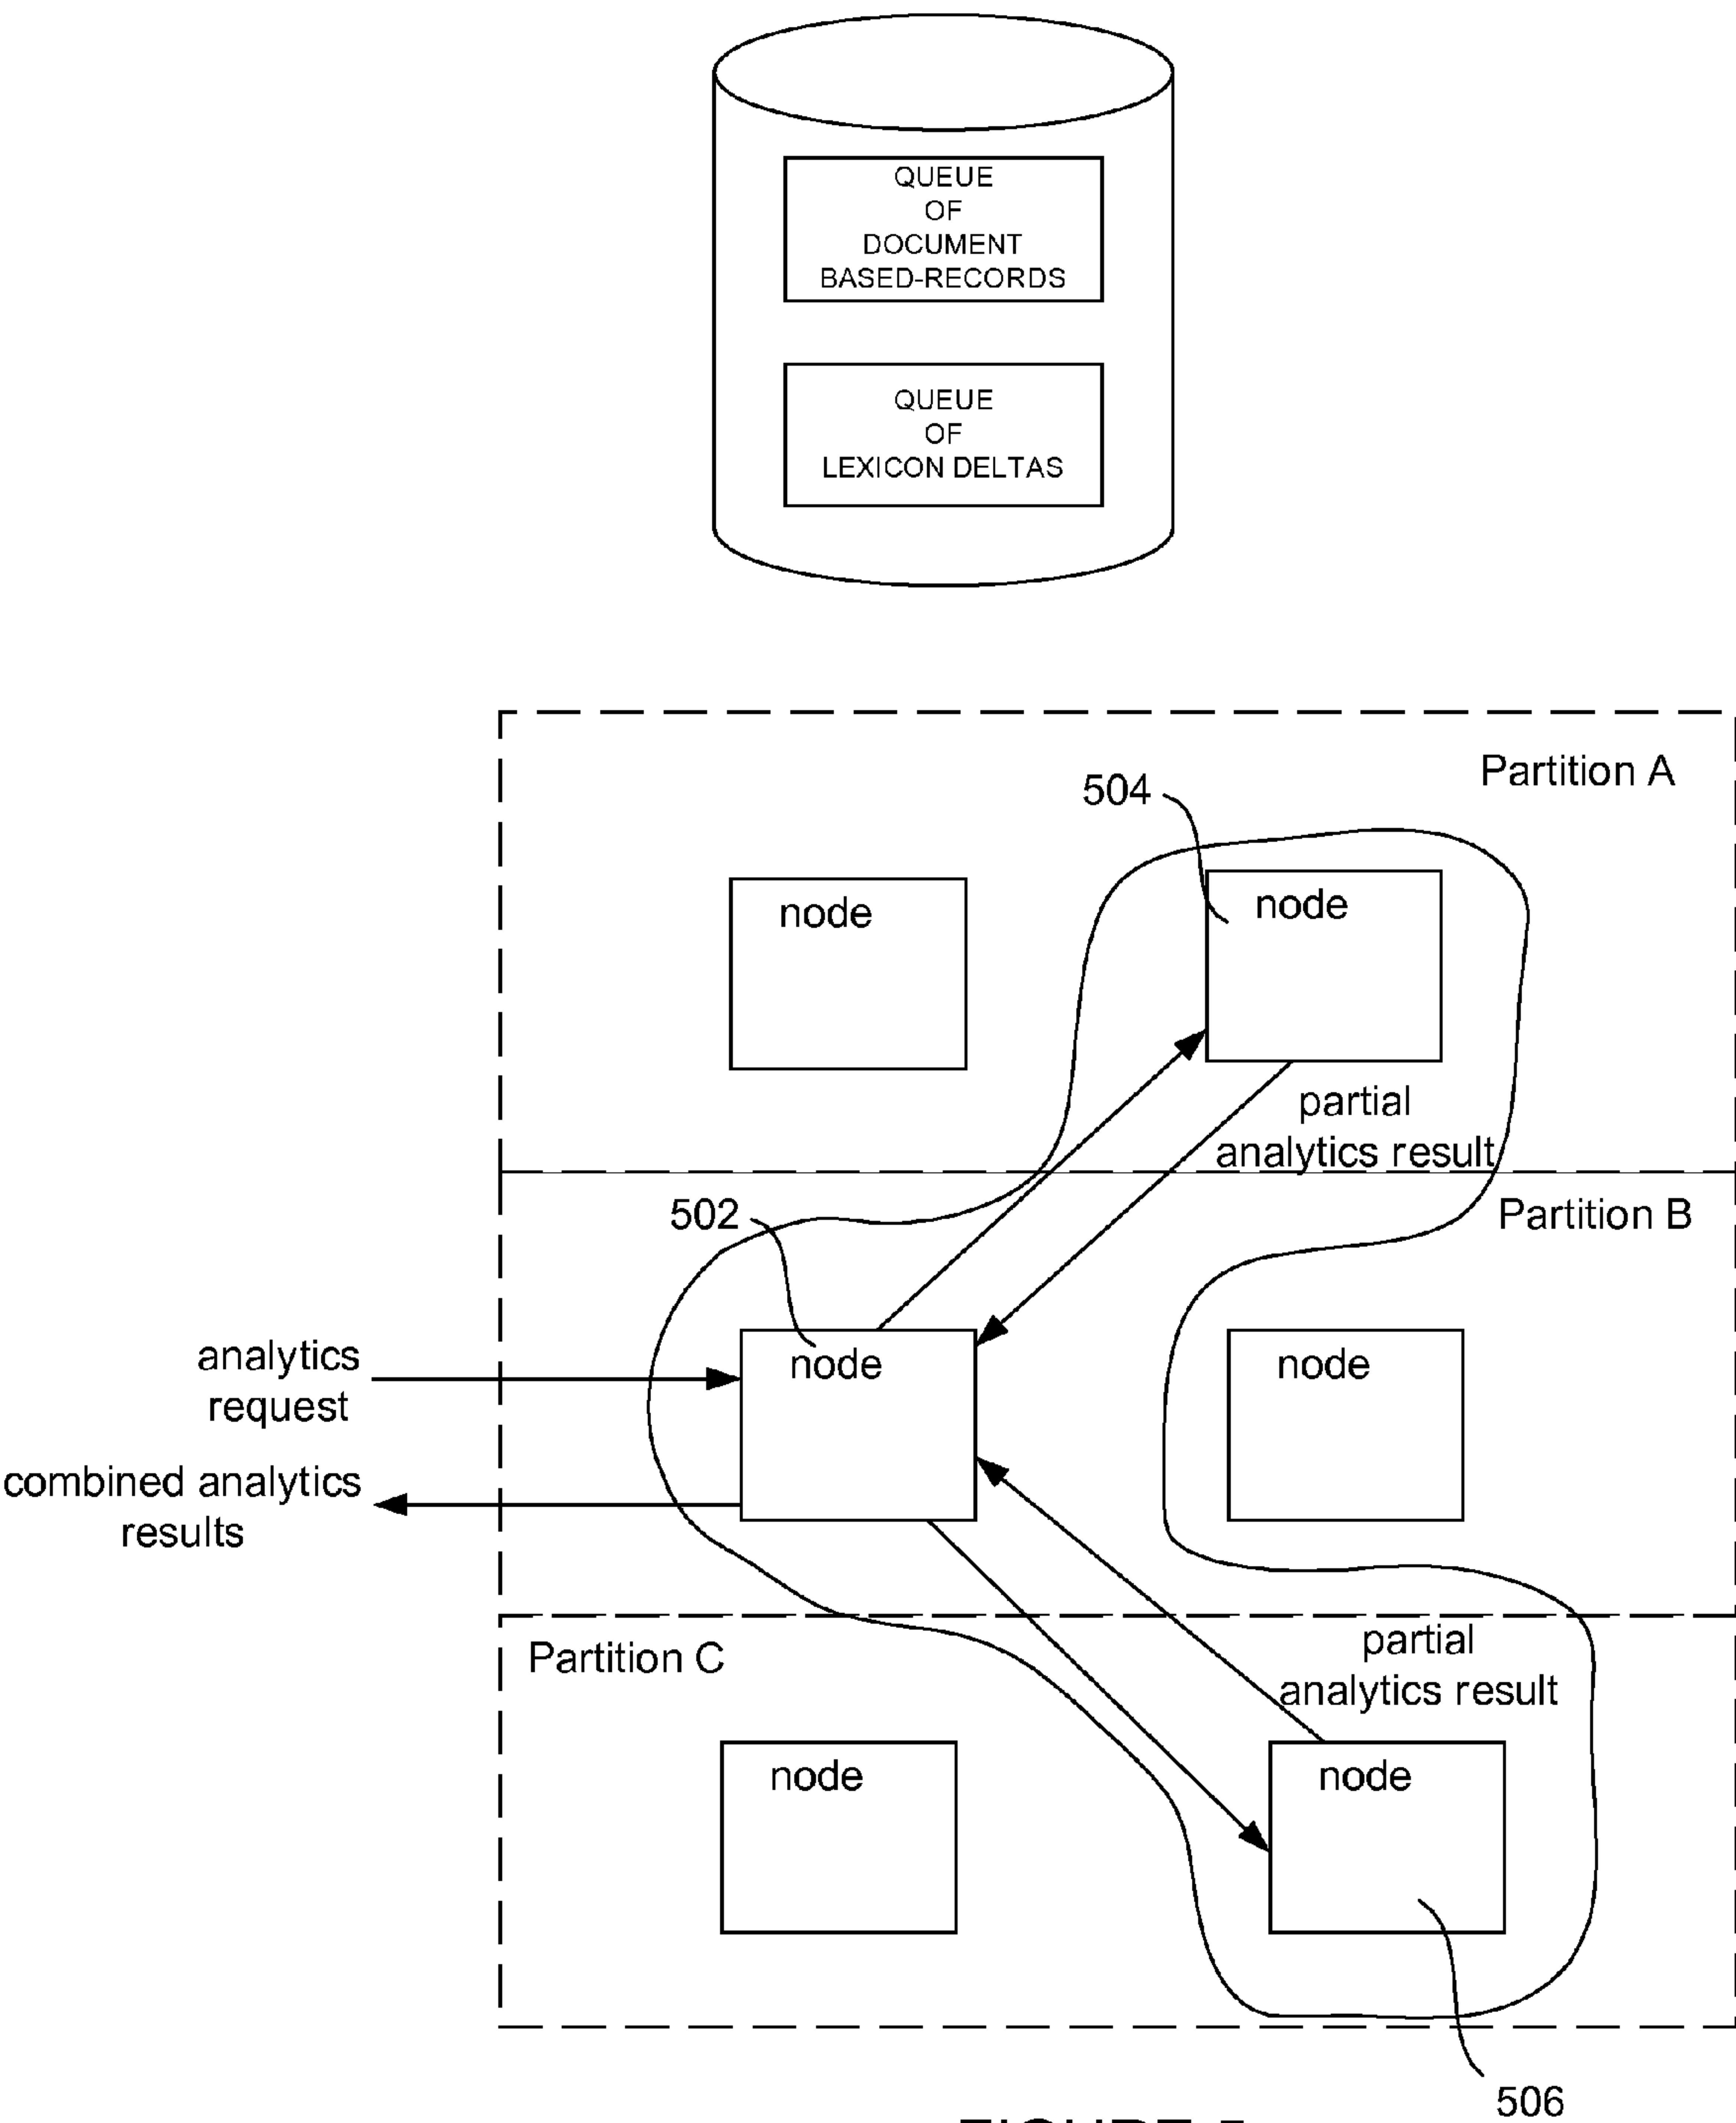 QUEUE
OF
DOCUMENT
BASED-RECORDS
QUEUE
OF
LEXICON DELTAS
Partition A
504
node
node
partial
analytics result
502
Partition B
node
node
analytics
request
combined analytics
results
Partition C
partial
analytics result
node
node
506